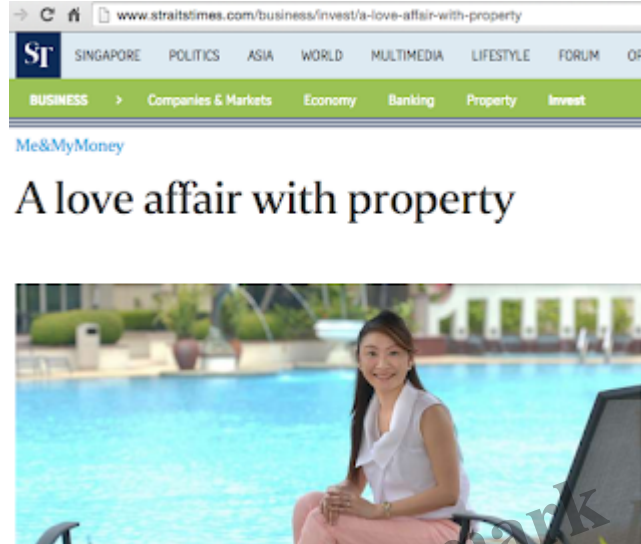 www.straitstimes.com/business/invest/a-love-affair-with-property
ST SINGAPORE POLITICS ASIA WORLD MULTIMEDIA LIFESTYLE FORUM OP
BUSINESS > Companies & Markets Economy Banking Property Invest
Me&MyMoney
A love affair with property